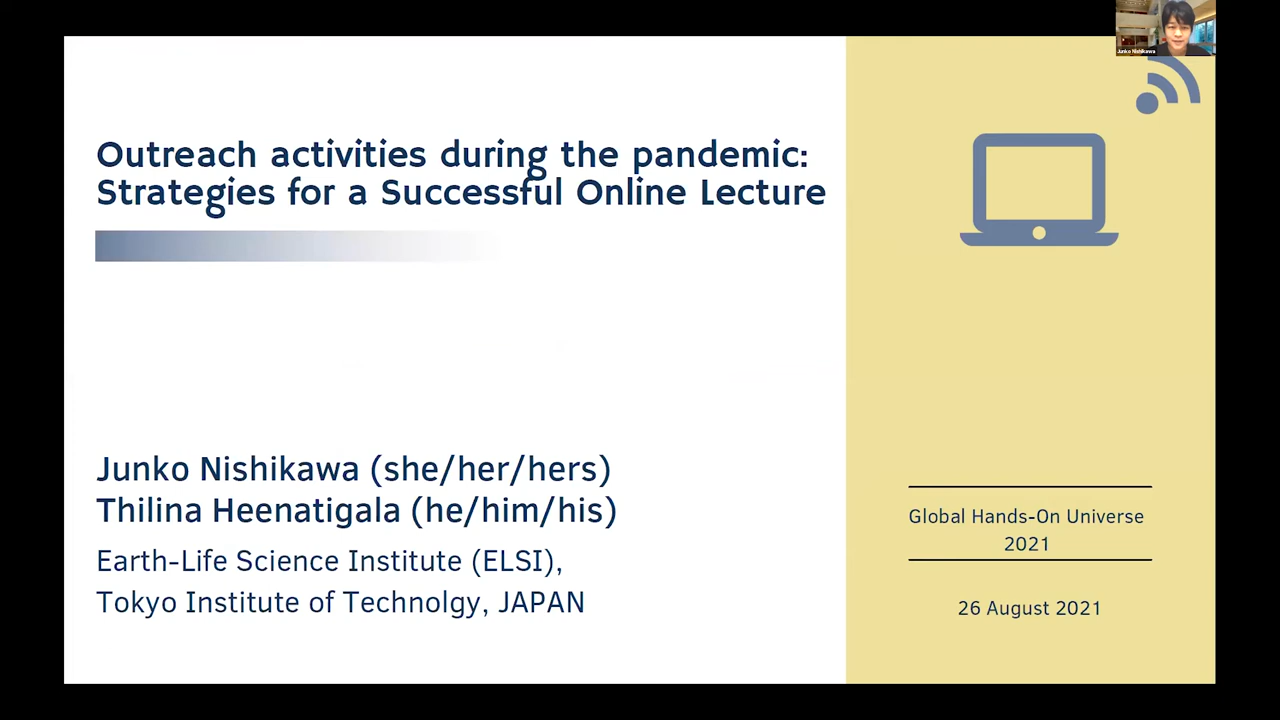 Outreach activities during the pandemic:
Strategies for a Successful Online Lecture
Junko Nishikawa (she/her/hers)
Thilina Heenatigala (he/him/his)
Earth-Life Science Institute (ELSI),
Tokyo Institute of Technolgy, JAPAN
Junko Nishikawa
Global Hands-On Universe
2021
26 August 2021